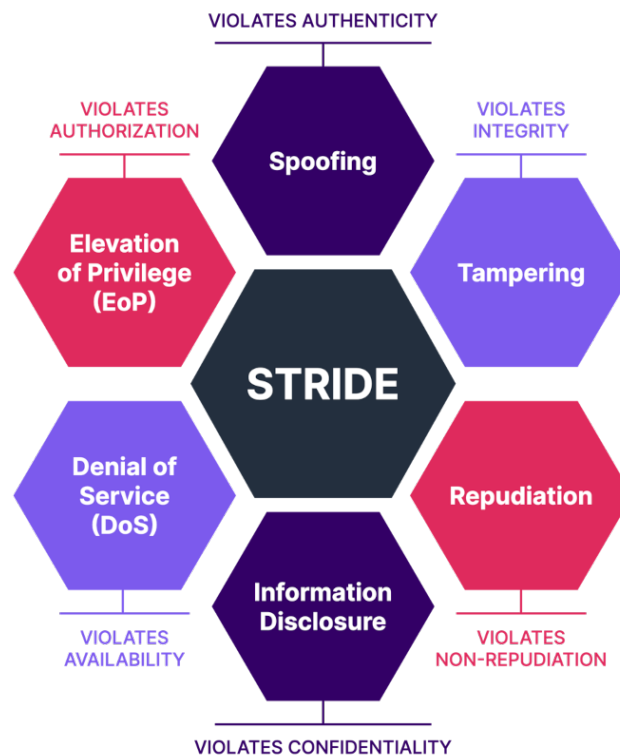 VIOLATES AUTHENTICITY
Spoofing
VIOLATES
AUTHORIZATION
Elevation
of Privilege
(EoP)
VIOLATES
INTEGRITY
Tampering
STRIDE
Denial of
Service
(DoS)
VIOLATES
AVAILABILITY
Repudiation
VIOLATES
NON-REPUDIATION
Information
Disclosure
VIOLATES CONFIDENTIALITY